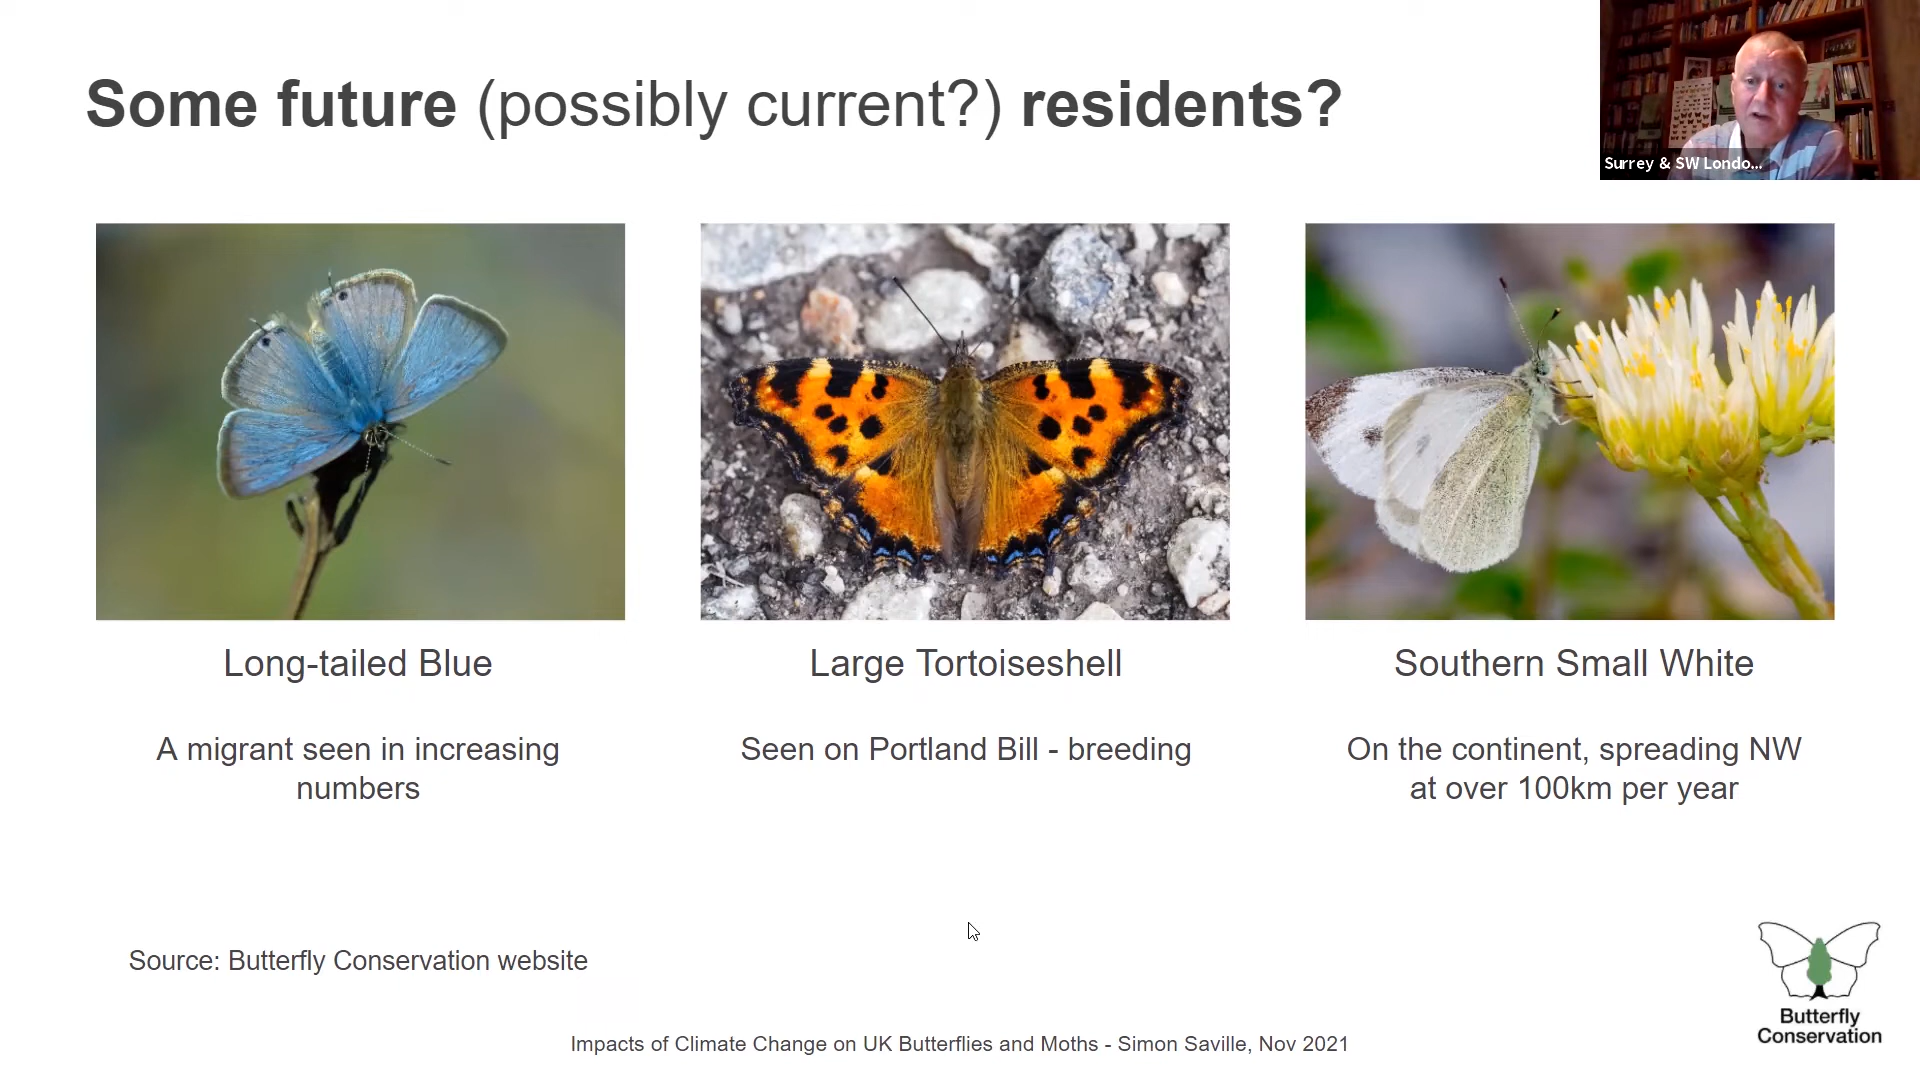 Some future (possibly current?) residents?
Surrey & SW Londo...
Long-tailed Blue
Large Tortoiseshell
Southern Small White
A migrant seen in increasing
numbers
Seen on Portland Bill - breeding
On the continent, spreading NW
at over 100km per year
Source: Butterfly Conservation website
Butterfly
Conservation
Impacts of Climate Change on UK Butterflies and Moths - Simon Saville, Nov 2021